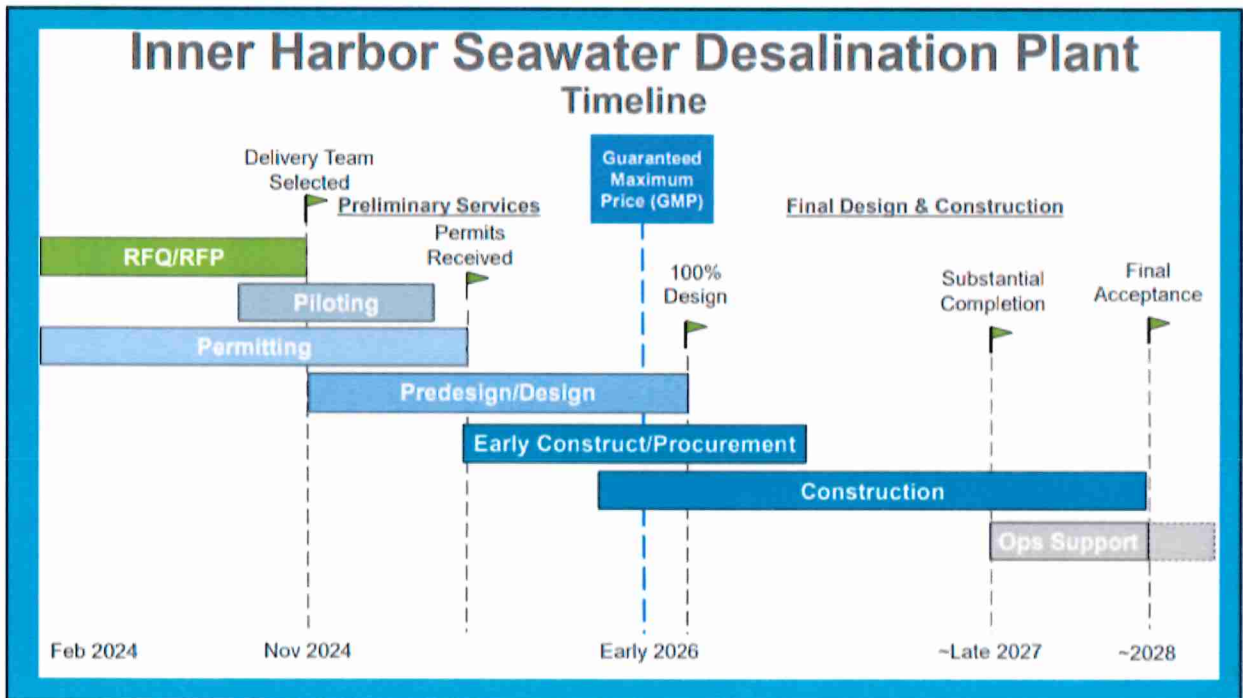 Inner Harbor Seawater Desalination Plant
Timeline
Delivery Team
Selected
Preliminary Services
Guaranteed
Maximum
Price (GMP)
Final Design & Construction
Permits
Received
RFQ/RFP
100%
Design
Substantial
Completion
Final
Acceptance
Piloting
Permitting
Predesign/Design
Early Construct/Procurement
Construction
Ops Support
Feb 2024
Nov 2024
Early 2026
~Late 2027
~2028